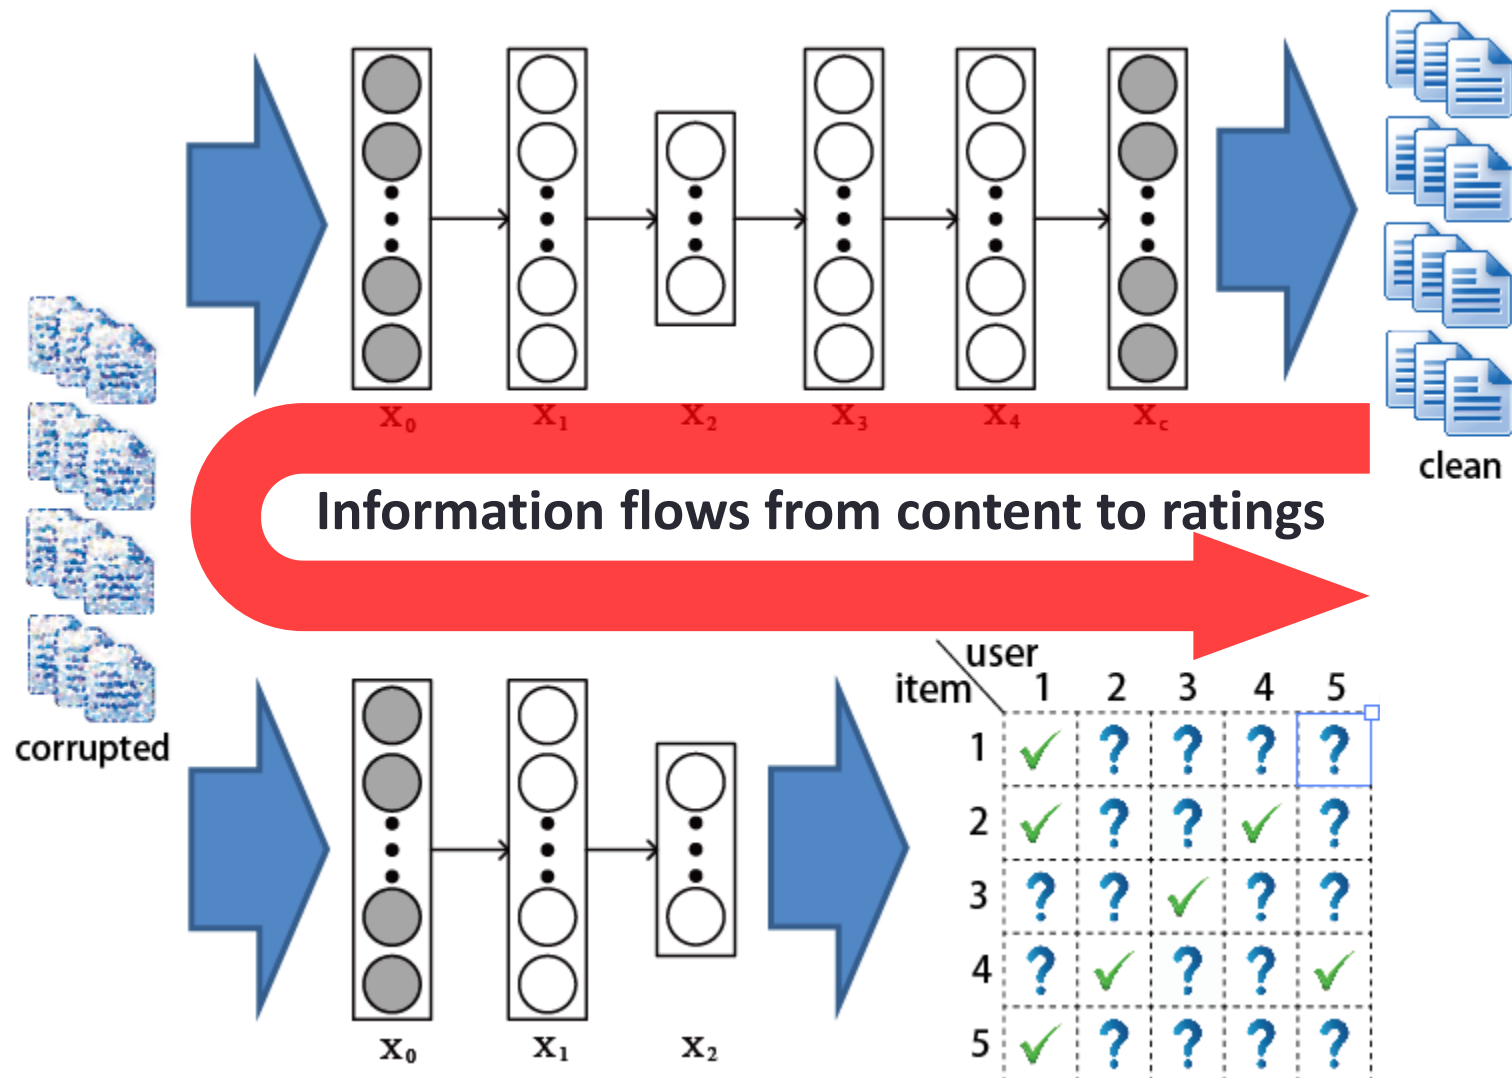 X₀ X₁ X₂ X₃ X₄ X꜀
clean
Information flows from content to ratings
corrupted
user
item 1 2 3 4 5
1 ✓ ? ? ? ?
2 ✓ ? ? ✓ ?
3 ? ? ✓ ? ?
4 ? ✓ ? ? ✓
5 ✓ ? ? ? ?
X₀ X₁ X₂